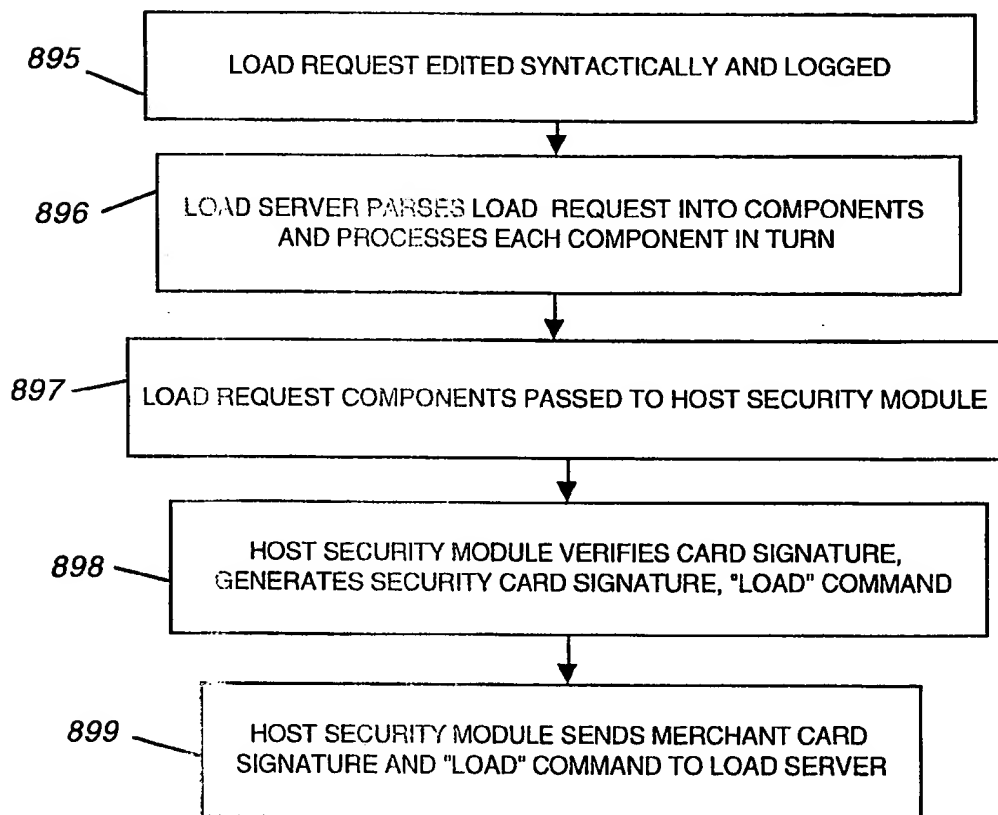 895
LOAD REQUEST EDITED SYNTACTICALLY AND LOGGED
896
LOAD SERVER PARSES LOAD REQUEST INTO COMPONENTS
AND PROCESSES EACH COMPONENT IN TURN
897
LOAD REQUEST COMPONENTS PASSED TO HOST SECURITY MODULE
898
HOST SECURITY MODULE VERIFIES CARD SIGNATURE,
GENERATES SECURITY CARD SIGNATURE, "LOAD" COMMAND
899
HOST SECURITY MODULE SENDS MERCHANT CARD
SIGNATURE AND "LOAD" COMMAND TO LOAD SERVER